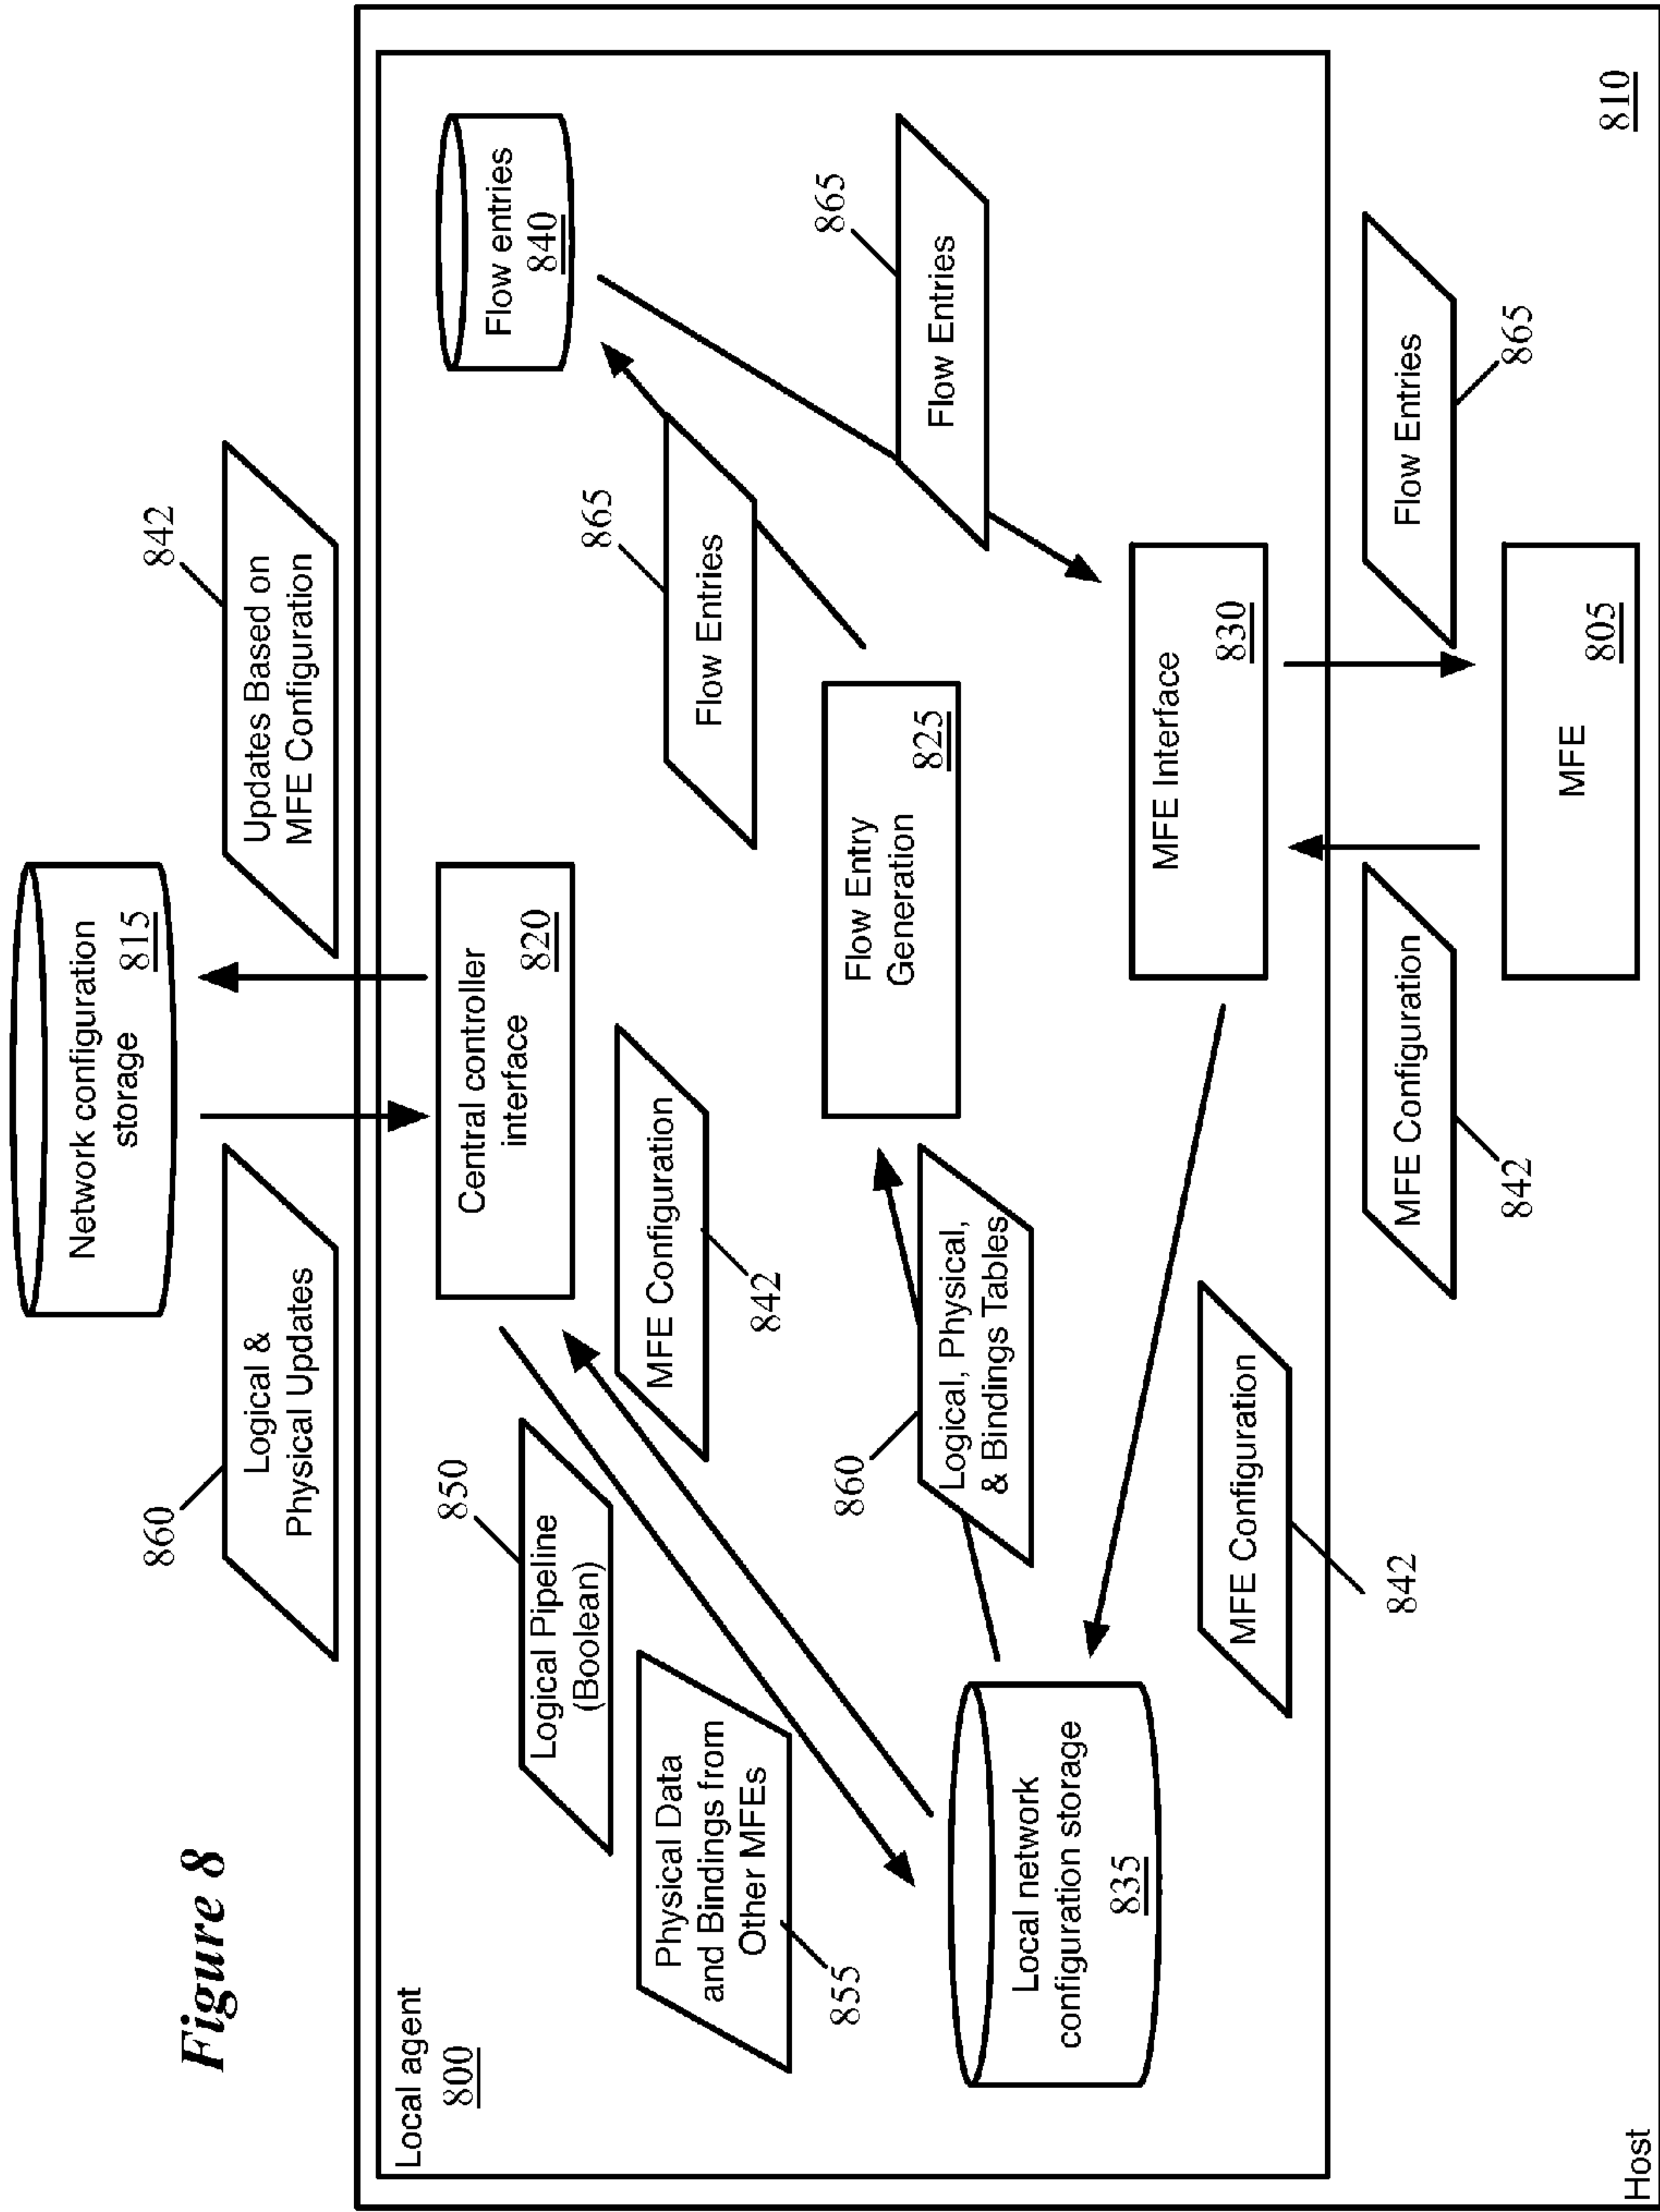 Figure 8
Network configuration
storage
815
860
Logical &
Physical Updates
842
Updates Based on
MFE Configuration
Local agent
800
Central controller
interface
820
Flow entries
840
850
Logical Pipeline
(Boolean)
MFE Configuration
842
865
Flow Entries
Physical Data
and Bindings from
Other MFEs
855
860
Logical, Physical,
& Bindings Tables
Flow Entry
Generation
825
865
Flow Entries
Local network
configuration storage
835
MFE Interface
830
MFE Configuration
842
MFE Configuration
842
Flow Entries
865
MFE
805
Host
810